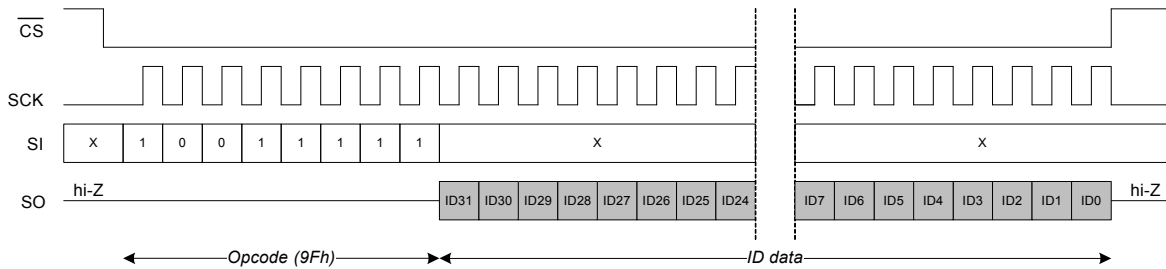 CS
SCK
SI X 1 0 0 1 1 1 1 1 X X
hi-Z hi-Z
SO ID31 ID30 ID29 ID28 ID27 ID26 ID25 ID24 ID7 ID6 ID5 ID4 ID3 ID2 ID1 ID0
Opcode (9Fh) ID data